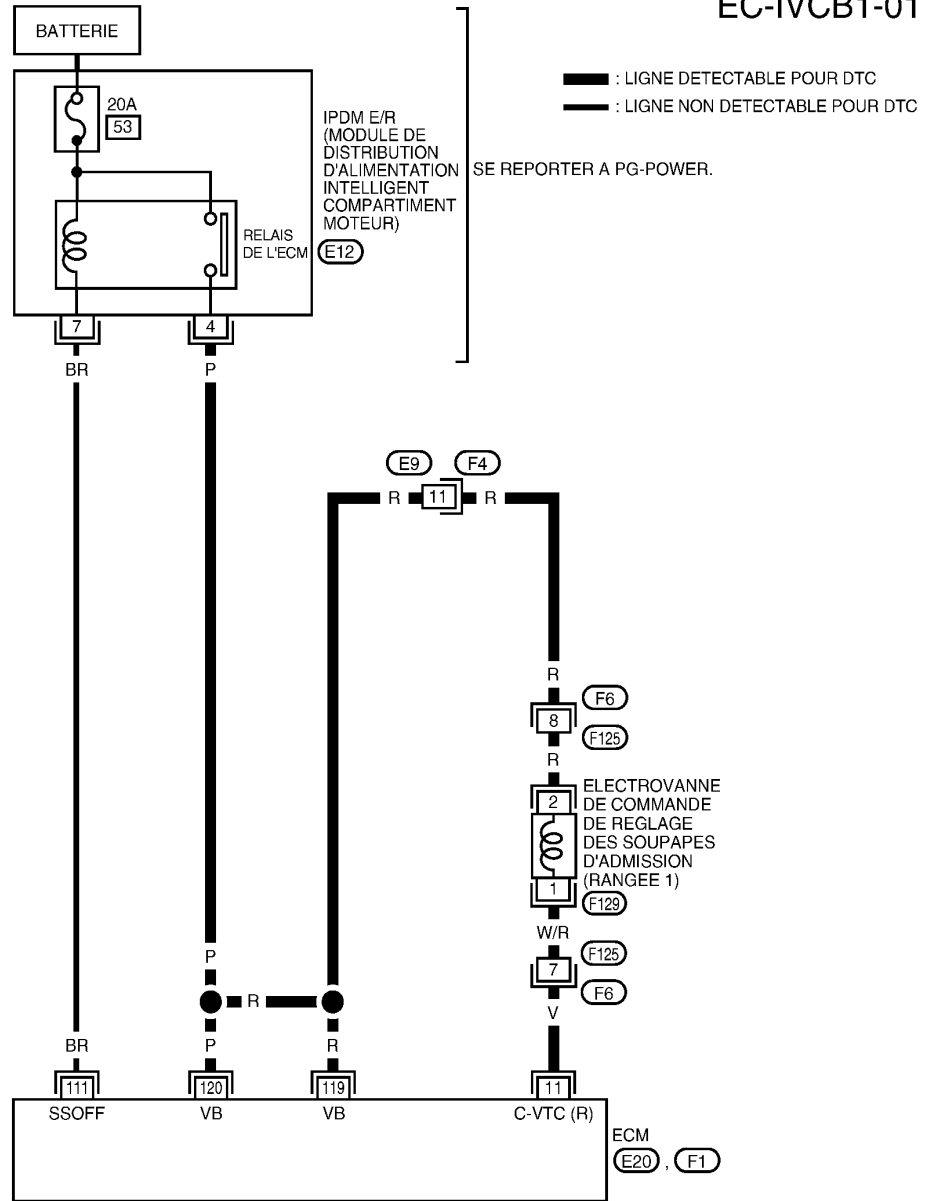 EC-IVCB1-01
BATTERIE
: LIGNE DETECTABLE POUR DTC
: LIGNE NON DETECTABLE POUR DTC
20A
53
IPDM E/R
(MODULE DE
DISTRIBUTION
D'ALIMENTATION
INTELLIGENT
COMPARTIMENT
MOTEUR)
E12
SE REPORTER A PG-POWER.
RELAIS
DE L'ECM
7
4
BR
P
E9
F4
R
11
R
R
F6
8
F125
R
2
ELECTROVANNE
DE COMMANDE
DE REGLAGE
DES SOUPAPES
D'ADMISSION
(RANGEE 1)
1
F129
W/R
F125
7
F6
V
P
R
BR
P
R
111
120
119
11
SSOFF
VB
VB
C-VTC (R)
ECM
E20 , F1